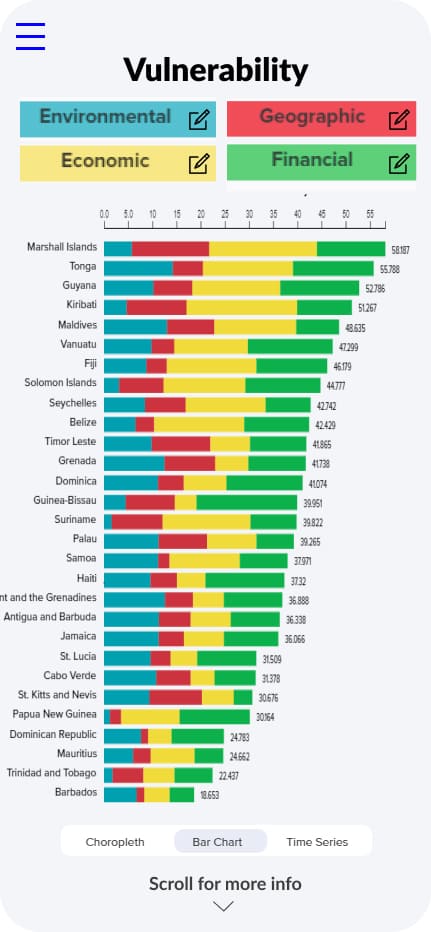 Vulnerability
Environmental
Geographic
Economic
Financial
0.0 5.0 10 15 20 25 30 35 40 45 50 55
Marshall Islands 58.187
Tonga 55.788
Guyana 52.786
Kiribati 51.267
Maldives 48.635
Vanuatu 47.299
Fiji 46.179
Solomon Islands 44.777
Seychelles 42.742
Belize 42.429
Timor Leste 41.865
Grenada 41.738
Dominica 41.074
Guinea-Bissau 39.951
Suriname 39.822
Palau 39.265
Samoa 37.971
Haiti 37.32
nt and the Grenadines 36.888
Antigua and Barbuda 36.338
Jamaica 36.066
St. Lucia 31.509
Cabo Verde 31.378
St. Kitts and Nevis 30.676
Papua New Guinea 30.164
Dominican Republic 24.783
Mauritius 24.662
Trinidad and Tobago 22.437
Barbados 18.653
Choropleth Bar Chart Time Series
Scroll for more info